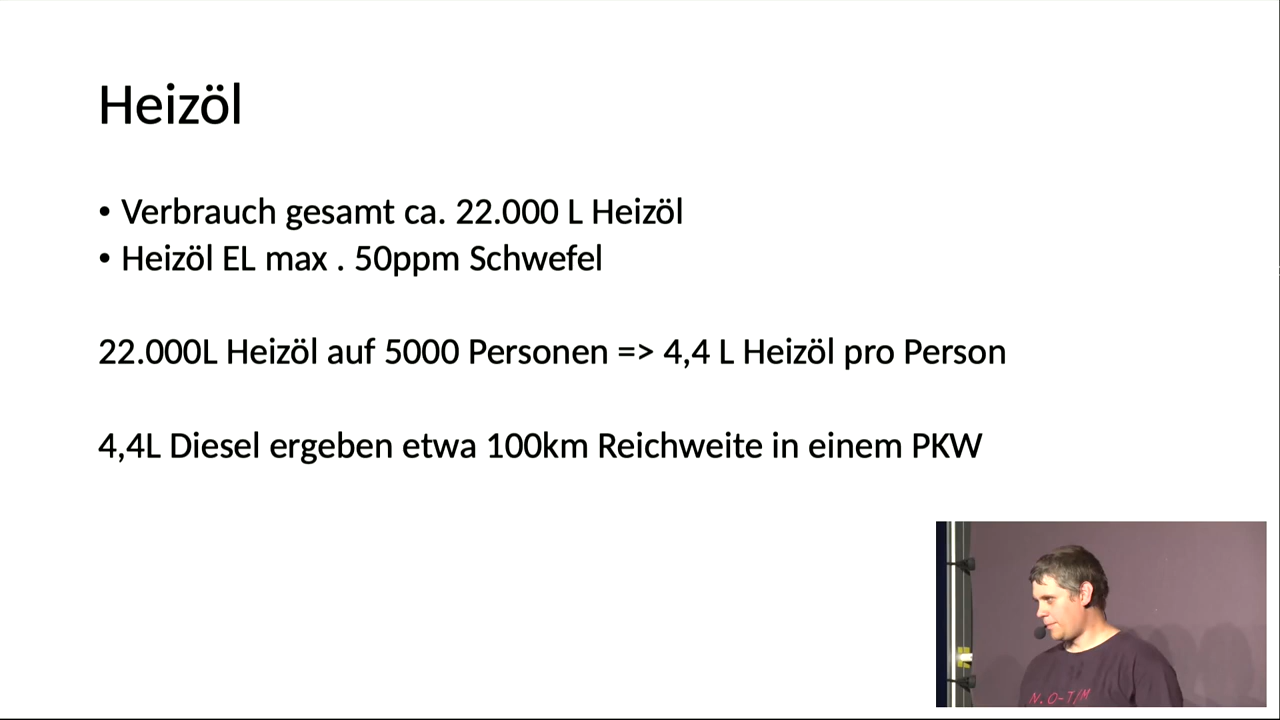 Heizöl
• Verbrauch gesamt ca. 22.000 L Heizöl
• Heizöl EL max . 50ppm Schwefel
22.000L Heizöl auf 5000 Personen => 4,4 L Heizöl pro Person
4,4L Diesel ergeben etwa 100km Reichweite in einem PKW
N.O-T/M